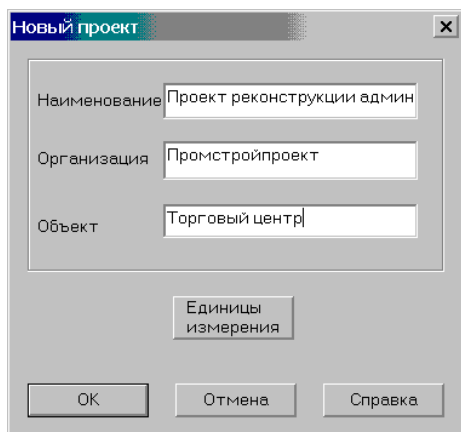 Новый проект
Наименование Проект реконструкции админ
Организация Промстройпроект
Объект Торговый центр
Единицы
измерения
OK Отмена Справка